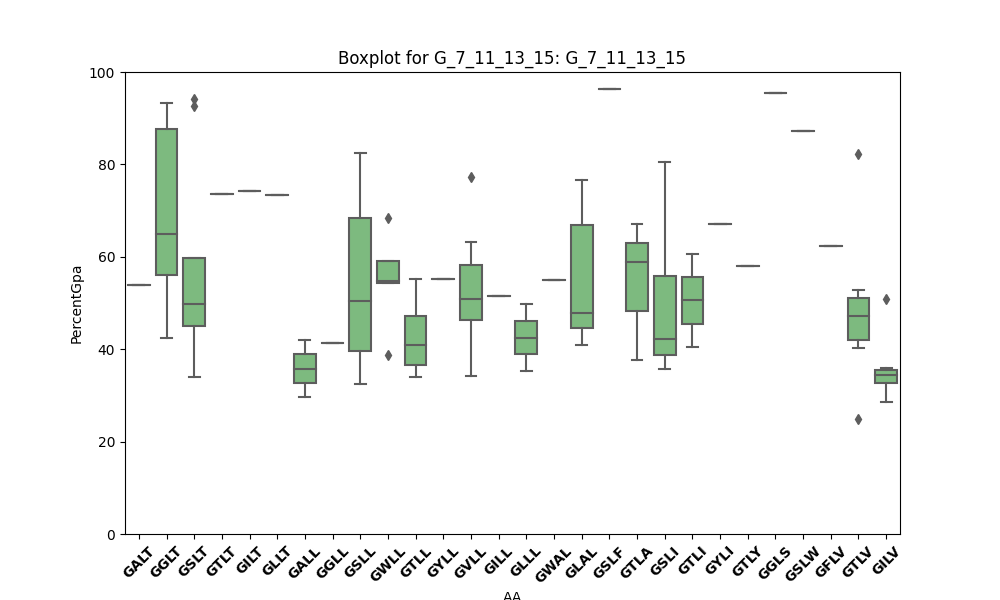 Boxplot for G_7_11_13_15: G_7_11_13_15
100
80
60
40
20
0
PercentGpa
GALT GGLT GSLT GTLT GILT GLLT GALL GGLL GSLL GWLL GTLL GYLL GVLL GILL GLLL GWAL GLAL GSLF GTLA GSLI GTLI GYLI GTLY GGLS GSLW GFLV GTLV GILV
AA